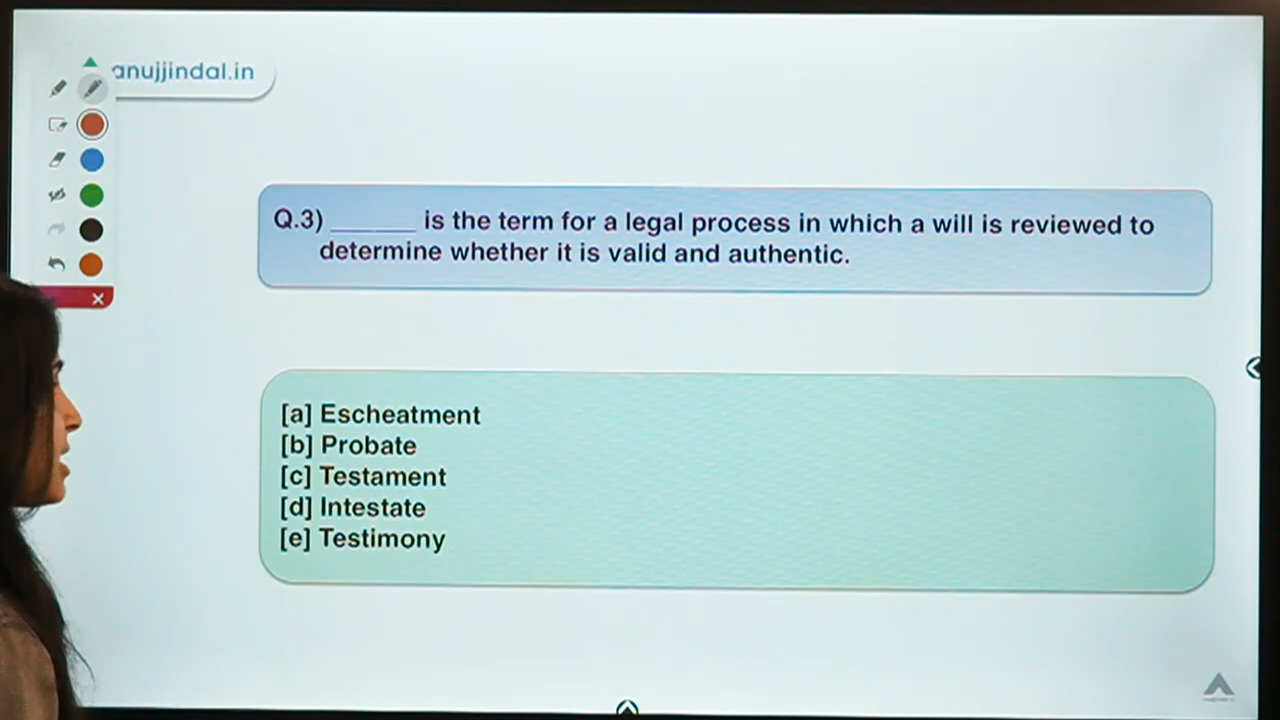 anujjindal.in
Q.3) ______ is the term for a legal process in which a will is reviewed to
determine whether it is valid and authentic.
[a] Escheatment
[b] Probate
[c] Testament
[d] Intestate
[e] Testimony